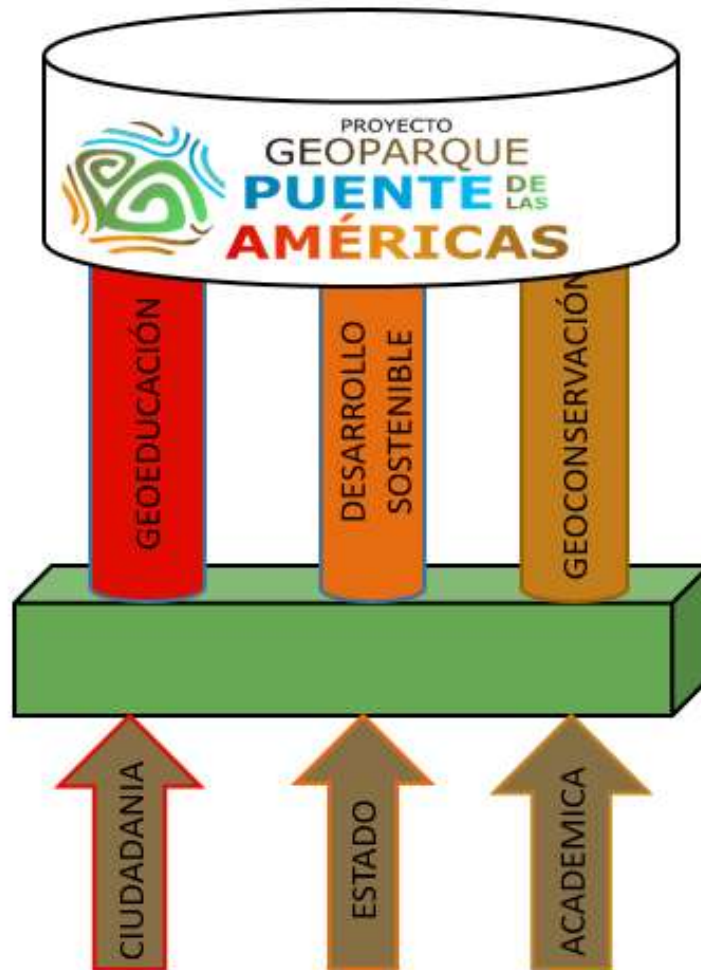 PROYECTO
GEOPARQUE
PUENTE DE LAS
AMÉRICAS
GEOEDUCACIÓN
DESARROLLO
SOSTENIBLE
GEOCONSERVACIÓN
CIUDADANIA
ESTADO
ACADEMICA